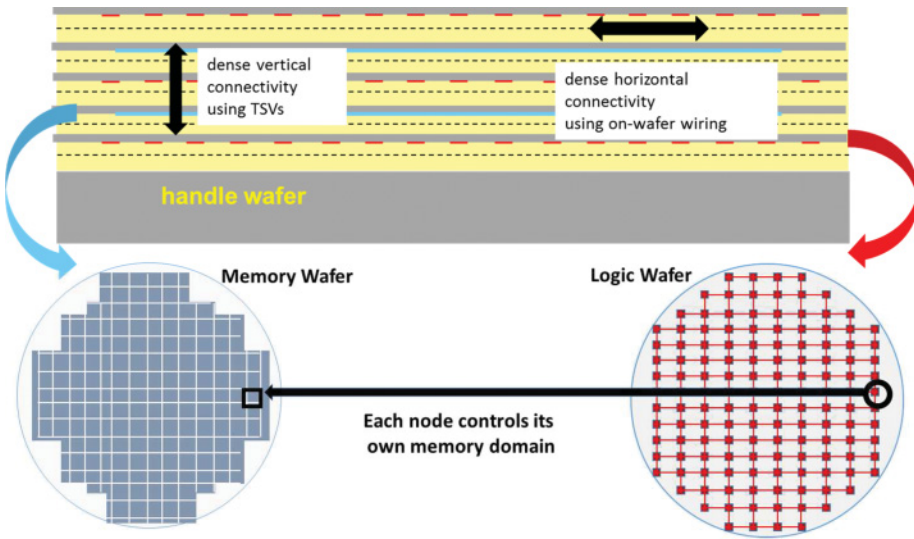 dense vertical
connectivity
using TSVs
dense horizontal
connectivity
using on-wafer wiring
handle wafer
Memory Wafer
Logic Wafer
Each node controls its
own memory domain